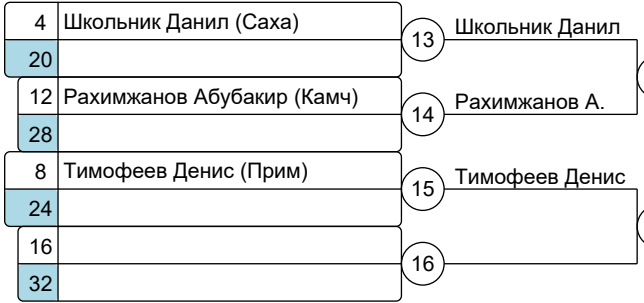 4 Школьник Данил (Саха)
20
13 Школьник Данил
12 Рахимжанов Абубакир (Камч)
28
14 Рахимжанов А.
8 Тимофеев Денис (Прим)
24
15 Тимофеев Денис
16
32
16